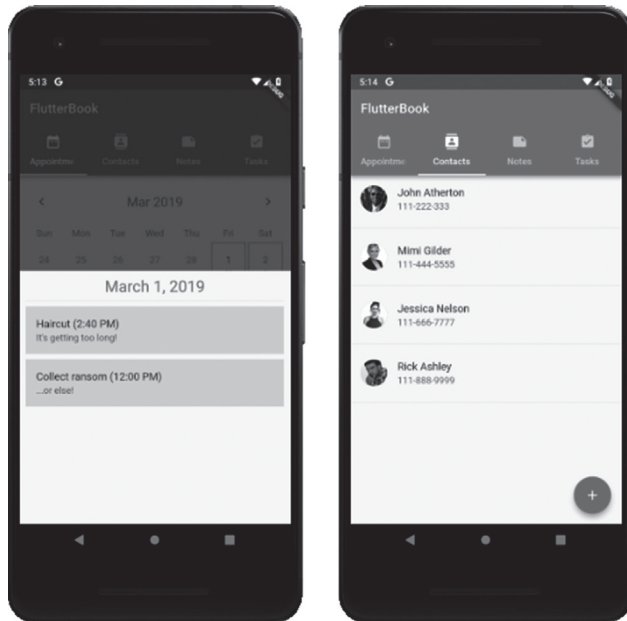 5:13 G
FlutterBook
Appointme Contacts Notes Tasks
Mar 2019
Sun Mon Tue Wed Thu Fri Sat
24 25 26 27 28 1 2
March 1, 2019
Haircut (2:40 PM)
It's getting too long!
Collect ransom (12:00 PM)
...or else!
5:14 G
FlutterBook
Appointme Contacts Notes Tasks
John Atherton
111-222-333
Mimi Gilder
111-444-5555
Jessica Nelson
111-666-7777
Rick Ashley
111-888-9999
+